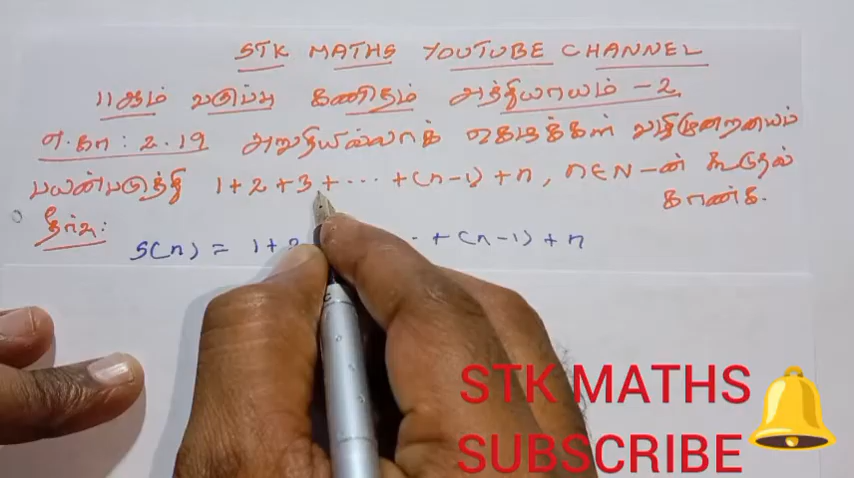 STK MATHS YOUTUBE CHANNEL
11ஆம் வகுப்பு கணிதம் அத்தியாயம் - 2
எ.கா : 2.19 அறுதியில்லாக் கெழுக்கள் வழிமுறையைப்
பயன்படுத்தி 1 + 2 + 3 + ... + (n-1) + n, n∈N-ன் கூடுதல்
காண்க.
தீர்வு:
S(n) = 1 + 2 ... + (n-1) + n
STK MATHS
SUBSCRIBE